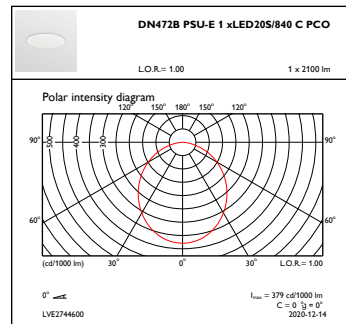 DN472B PSU-E 1 xLED20S/840 C PCO
L.O.R.= 1.00 1 x 2100 lm
Polar intensity diagram
120° 150° 180° 150° 120°
90° 500 400 300 90°
60° 60°
(cd/1000 lm) 30° 0° 30° L.O.R.= 1.00
0° Imax = 379 cd/1000 lm
C = 0 °g = 0°
LVE2744600 2020-12-14